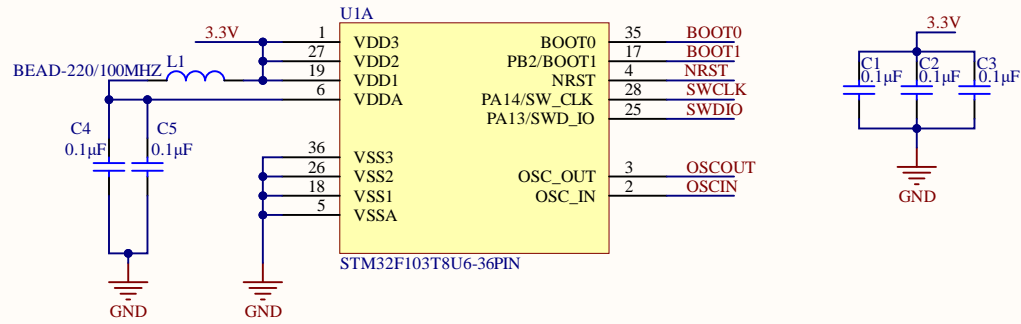 U1A
3.3V
1 VDD3
27 VDD2
19 VDD1
6 VDDA
36 VSS3
26 VSS2
18 VSS1
5 VSSA
BOOT0 35 BOOT0
PB2/BOOT1 17 BOOT1
NRST 4 NRST
PA14/SW_CLK 28 SWCLK
PA13/SWD_IO 25 SWDIO
OSC_OUT 3 OSCOUT
OSC_IN 2 OSCIN
STM32F103T8U6-36PIN
L1
BEAD-220/100MHZ
C4
0.1µF
C5
0.1µF
GND
GND
3.3V
C1
0.1µF
C2
0.1µF
C3
0.1µF
GND